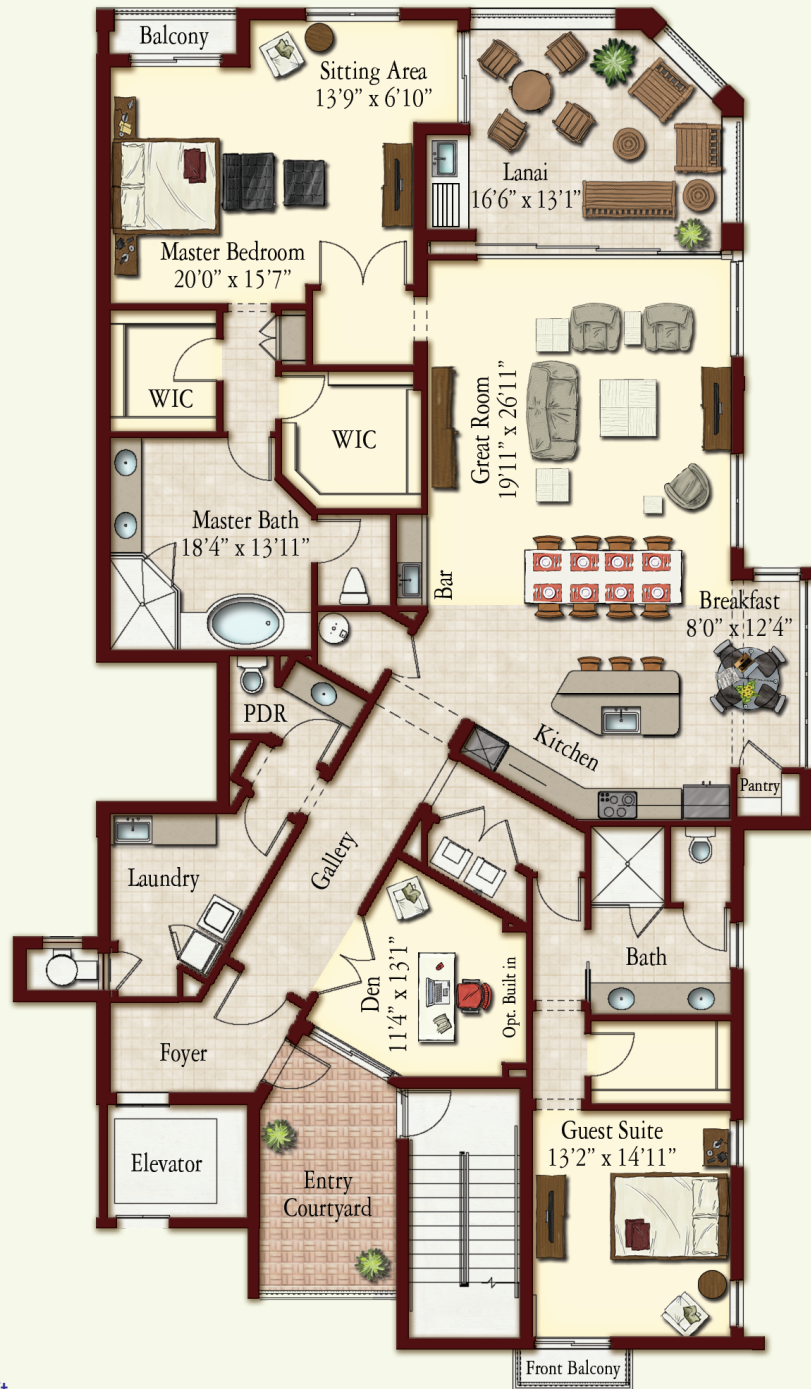 Balcony
Sitting Area
13'9” x 6'10”
Lanai
16'6” x 13'1”
Master Bedroom
20'0” x 15'7”
WIC
WIC
Great Room
19'11” x 26'11”
Master Bath
18'4” x 13'11”
Bar
Breakfast
8'0” x 12'4”
PDR
Kitchen
Pantry
Gallery
Laundry
Bath
Den
11'4” x 13'1”
Opt. Built in
Foyer
Guest Suite
13'2” x 14'11”
Elevator
Entry
Courtyard
Front Balcony